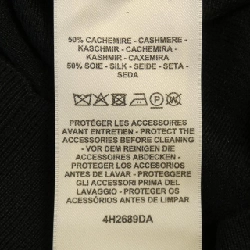 50% CACHEMIRE - CASHMERE -
KASCHMIR - CACHEMIRA -
KASHMIR - CAXEMIRA
50% SOIE - SILK - SEIDE - SETA -
SEDA
PROTÉGER LES ACCESSOIRES
AVANT ENTRETIEN - PROTECT THE
ACCESSORIES BEFORE CLEANING
- VOR DEM REINIGEN DIE
ACCESSOIRES ABDECKEN -
PROTEGER LOS ACCESORIOS
ANTES DE LAVAR - PROTEGGERE
GLI ACCESSORI PRIMA DEL
LAVAGGIO - PROTEGER OS
ACESSÓRIOS ANTES DE LIMPAR
4H2689DA